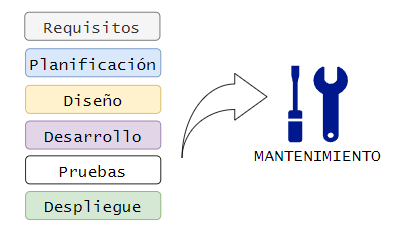 Requisitos
Planificación
Diseño
Desarrollo
Pruebas
Despliegue
MANTENIMIENTO